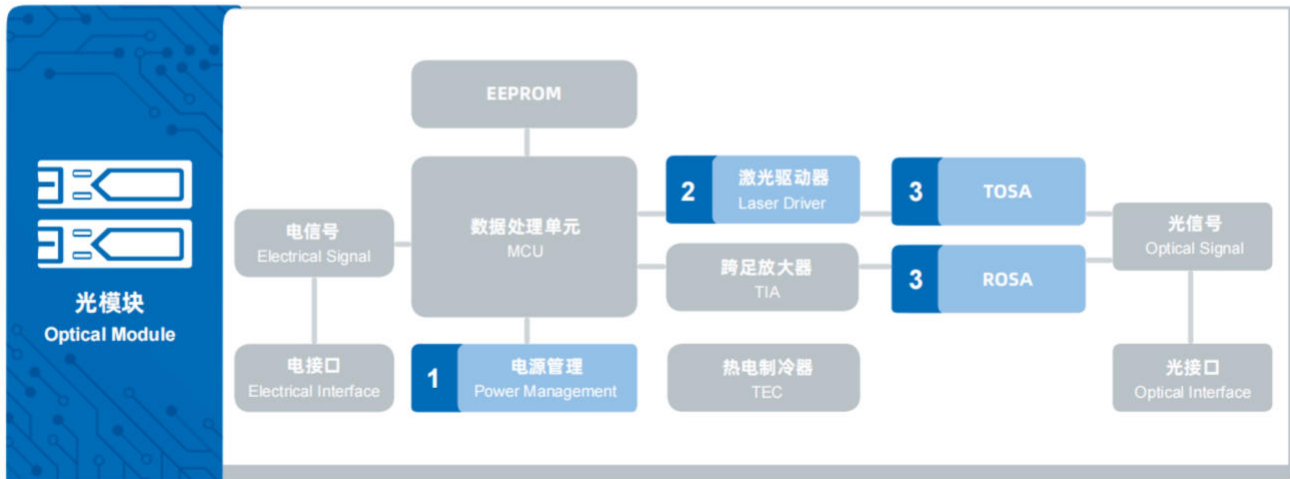 光模块
Optical Module
EEPROM
数据处理单元
MCU
电信号
Electrical Signal
电接口
Electrical Interface
1
电源管理
Power Management
2
激光驱动器
Laser Driver
跨足放大器
TIA
热电制冷器
TEC
3
TOSA
3
ROSA
光信号
Optical Signal
光接口
Optical Interface